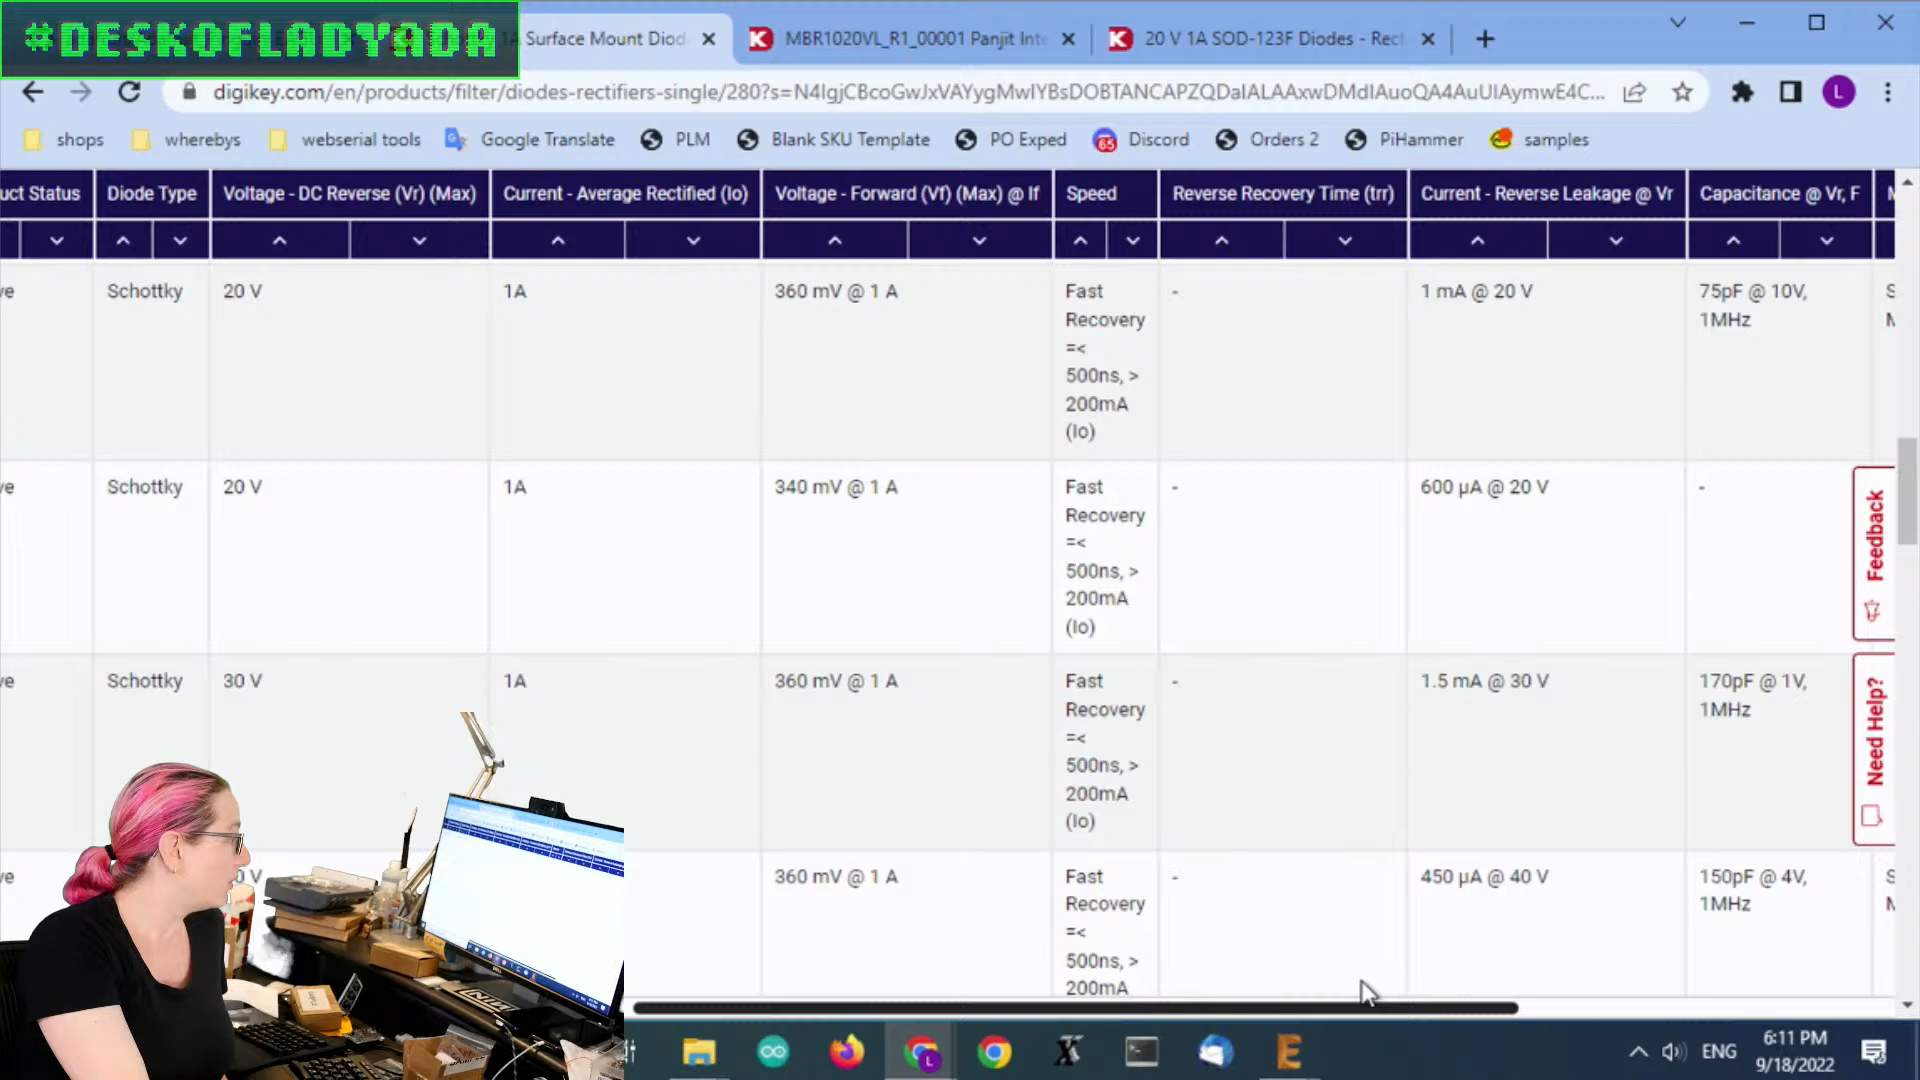 #DESKOFLADYADA
Surface Mount Diod
MBR1020VL_R1_00001 Panjit Inte
20 V 1A SOD-123F Diodes - Rect
digikey.com/en/products/filter/diodes-rectifiers-single/280?s=N4IgjCBcoGwJxVAYygMwIYBsDOBTANCAPZQDaIALAAxwDMdIAuoQA4AuUIAymwE4C...
L
shops
wherebys
webserial tools
Google Translate
PLM
Blank SKU Template
PO Exped
65
Discord
Orders 2
PiHammer
samples
uct Status
Diode Type
Voltage - DC Reverse (Vr) (Max)
Current - Average Rectified (Io)
Voltage - Forward (Vf) (Max) @ If
Speed
Reverse Recovery Time (trr)
Current - Reverse Leakage @ Vr
Capacitance @ Vr, F
ve
Schottky
20 V
1A
360 mV @ 1 A
Fast
Recovery
=<
500ns, >
200mA
(Io)
-
1 mA @ 20 V
75pF @ 10V,
1MHz
ve
Schottky
20 V
1A
340 mV @ 1 A
Fast
Recovery
=<
500ns, >
200mA
(Io)
-
600 µA @ 20 V
-
ve
Schottky
30 V
1A
360 mV @ 1 A
Fast
Recovery
=<
500ns, >
200mA
(Io)
-
1.5 mA @ 30 V
170pF @ 1V,
1MHz
ve
V
360 mV @ 1 A
Fast
Recovery
=<
500ns, >
200mA
-
450 µA @ 40 V
150pF @ 4V,
1MHz
Feedback
Need Help?
ENG
6:11 PM
9/18/2022